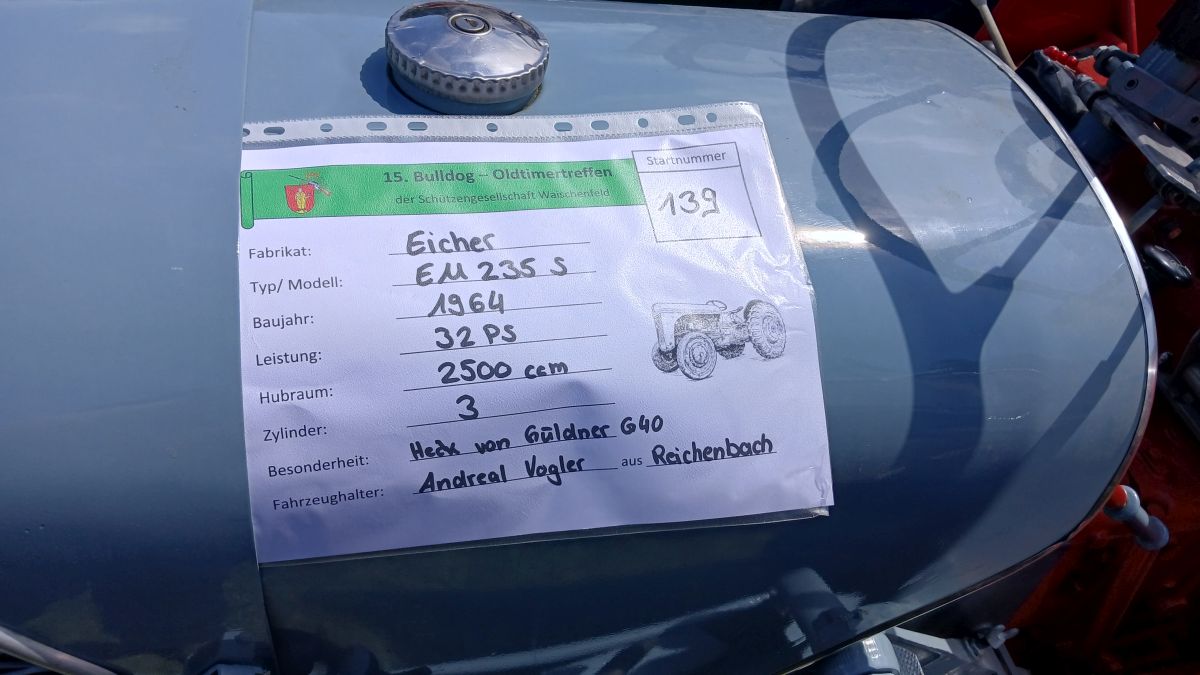 15. Bulldog – Oldtimertreffen
der Schützengesellschaft Waischenfeld
Startnummer
139
Fabrikat: Eicher
Typ/ Modell: EM 235 S
Baujahr: 1964
Leistung: 32 PS
Hubraum: 2500 ccm
Zylinder: 3
Besonderheit: Heck von Güldner G40
Fahrzeughalter: Andreal Vogler aus Reichenbach